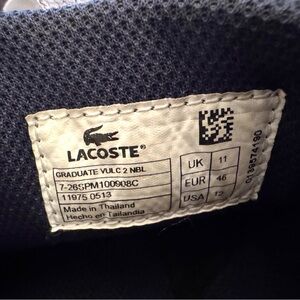 LACOSTE®
GRADUATE VULC 2 NBL
7-26SPM100908C
11975 0513
Made in Thailand
Hecho en Tailandia
UK 11
EUR 46
USA 12